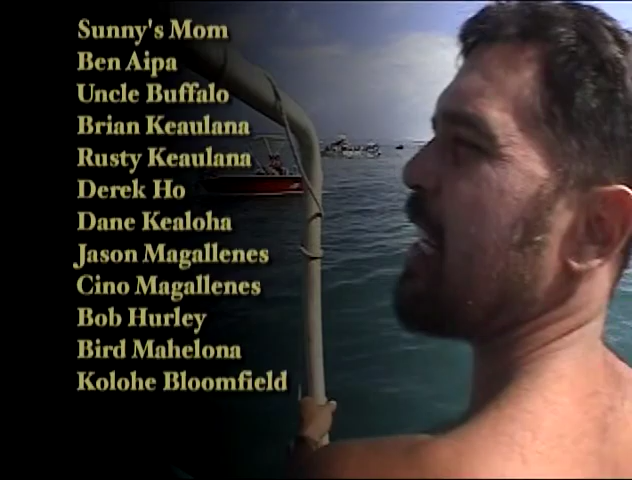 Sunny's Mom
Ben Aipa
Uncle Buffalo
Brian Keaulana
Rusty Keaulana
Derek Ho
Dane Kealoha
Jason Magallenes
Cino Magallenes
Bob Hurley
Bird Mahelona
Kolohe Bloomfield